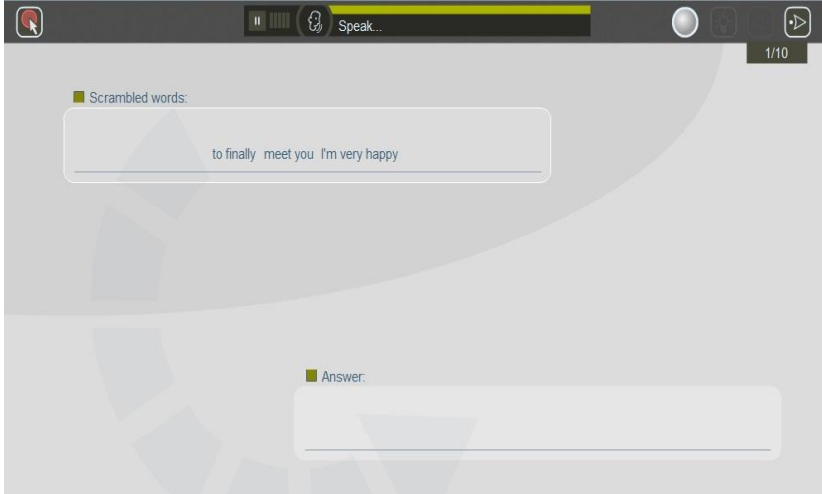 Speak...
1/10
Scrambled words:
to finally meet you I'm very happy
Answer: